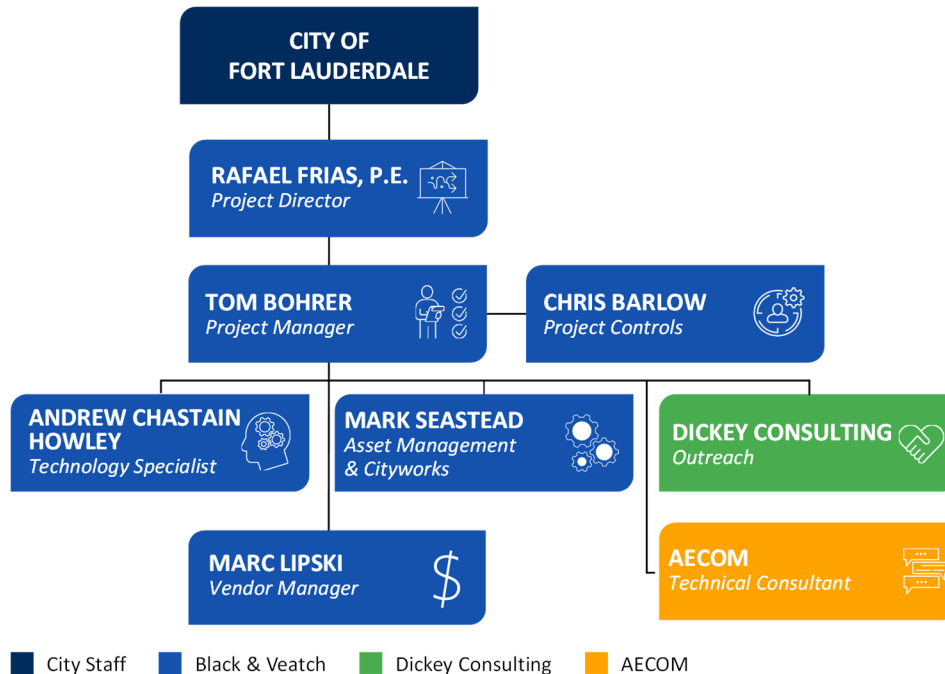 CITY OF
FORT LAUDERDALE
RAFAEL FRIAS, P.E.
Project Director
TOM BOHRER
Project Manager
CHRIS BARLOW
Project Controls
ANDREW CHASTAIN
HOWLEY
Technology Specialist
MARK SEASTEAD
Asset Management
& Cityworks
DICKEY CONSULTING
Outreach
MARC LIPSKI
Vendor Manager
$
AECOM
Technical Consultant
City Staff
Black & Veatch
Dickey Consulting
AECOM